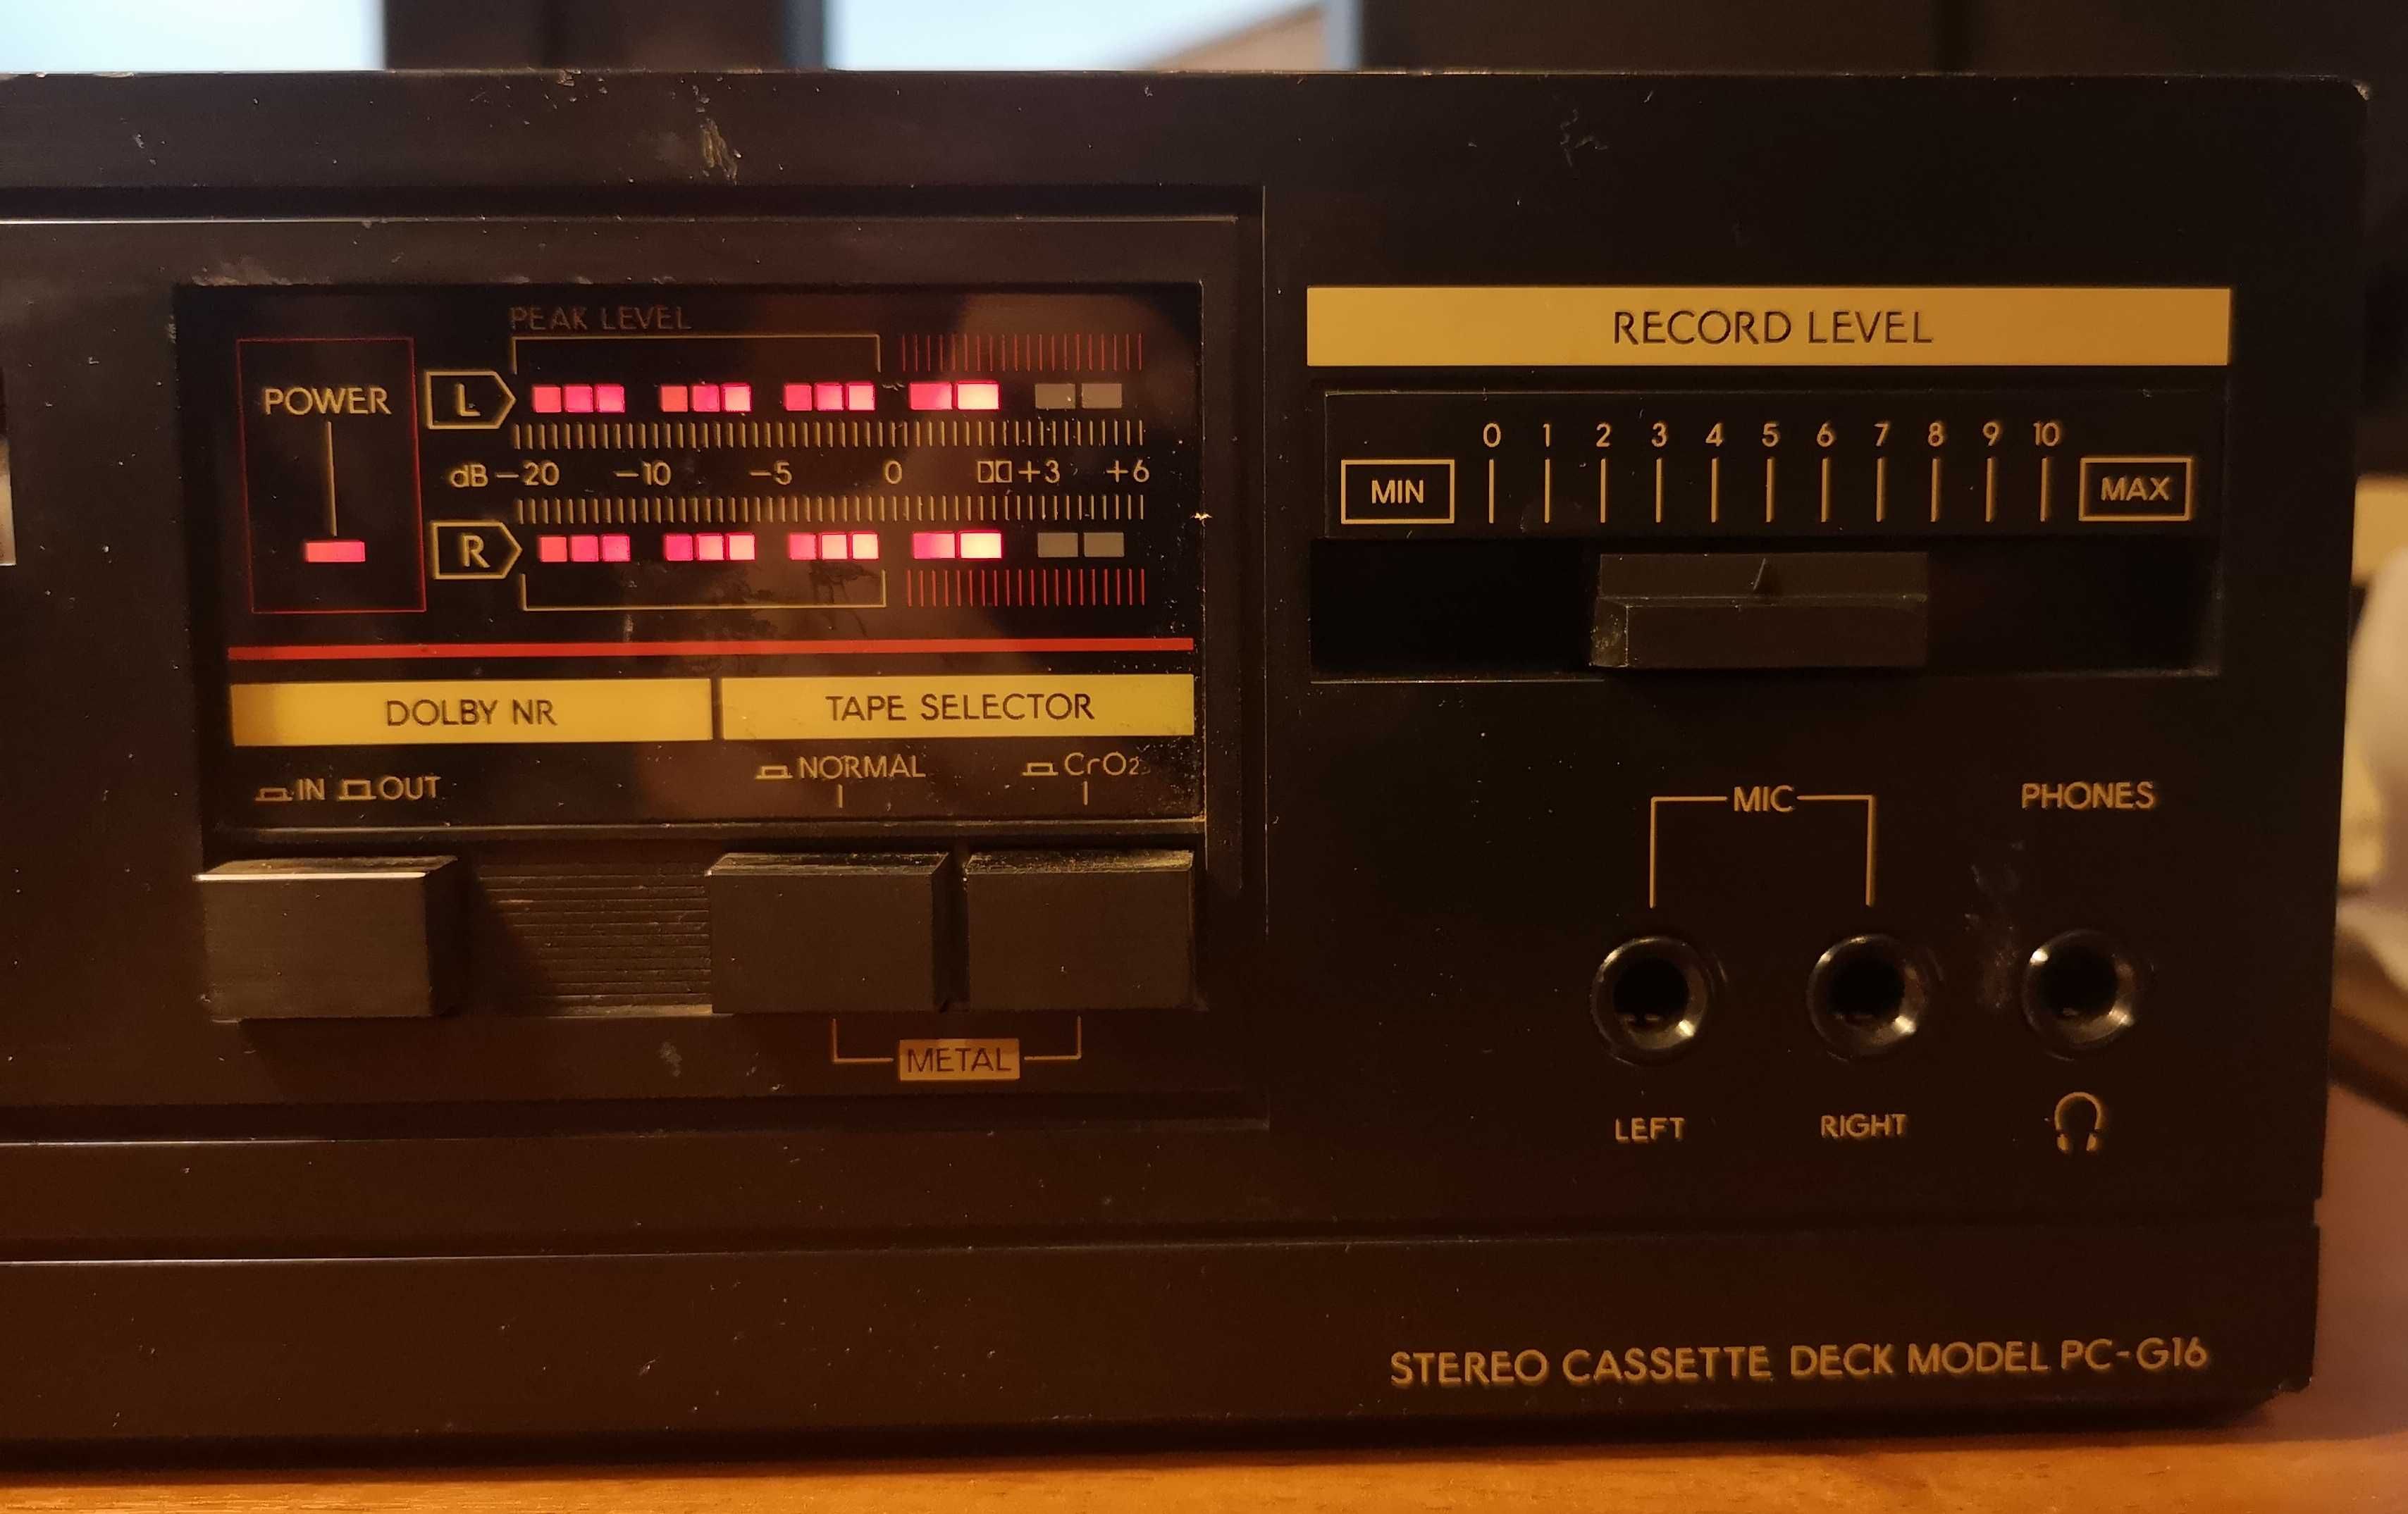 PEAK LEVEL
RECORD LEVEL
POWER
L
0 1 2 3 4 5 6 7 8 9 10
MIN
MAX
dB -20 -10 -5 0 +3 +6
R
DOLBY NR
TAPE SELECTOR
IN OUT
NORMAL
CrO2
MIC
PHONES
METAL
LEFT
RIGHT
STEREO CASSETTE DECK MODEL PC-G16